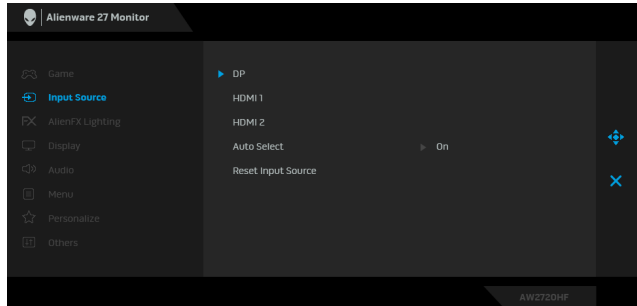 Alienware 27 Monitor
Game
Input Source
AlienFX Lighting
Display
Audio
Menu
Personalize
Others
DP
HDMI 1
HDMI 2
Auto Select On
Reset Input Source
AW2720HF